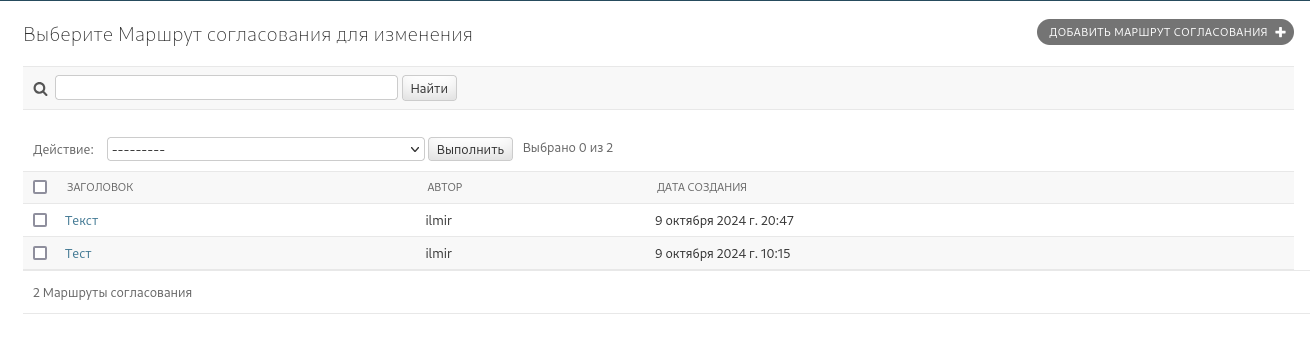 Выберите Маршрут согласования для изменения
ДОБАВИТЬ МАРШРУТ СОГЛАСОВАНИЯ
Найти
Действие: --------- Выполнить Выбрано 0 из 2
ЗАГОЛОВОК АВТОР ДАТА СОЗДАНИЯ
Текст ilmir 9 октября 2024 г. 20:47
Тест ilmir 9 октября 2024 г. 10:15
2 Маршруты согласования